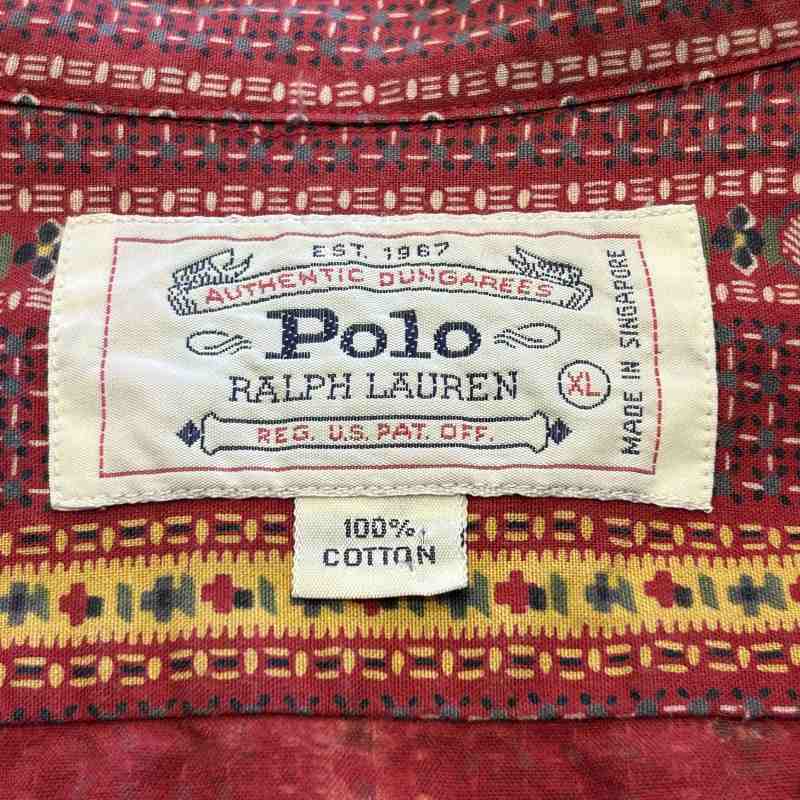 EST. 1967
AUTHENTIC DUNGAREES
Polo
RALPH LAUREN
XL
REG. U.S. PAT. OFF.
MADE IN SINGAPORE
100%
COTTON